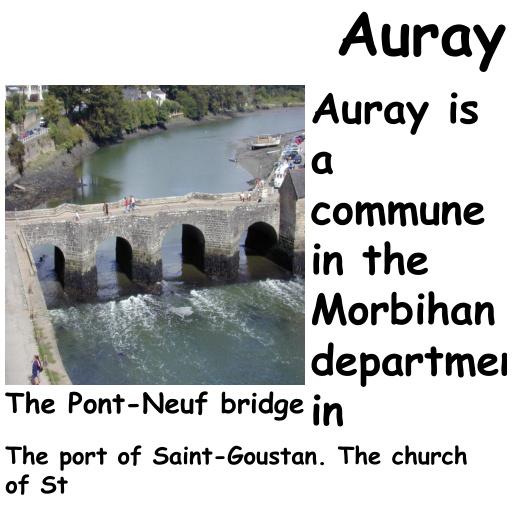 Auray
Auray is
a
commune
in the
Morbihan
in
The Pont-Neuf bridge
The port of Saint-Goustan. The church
of St